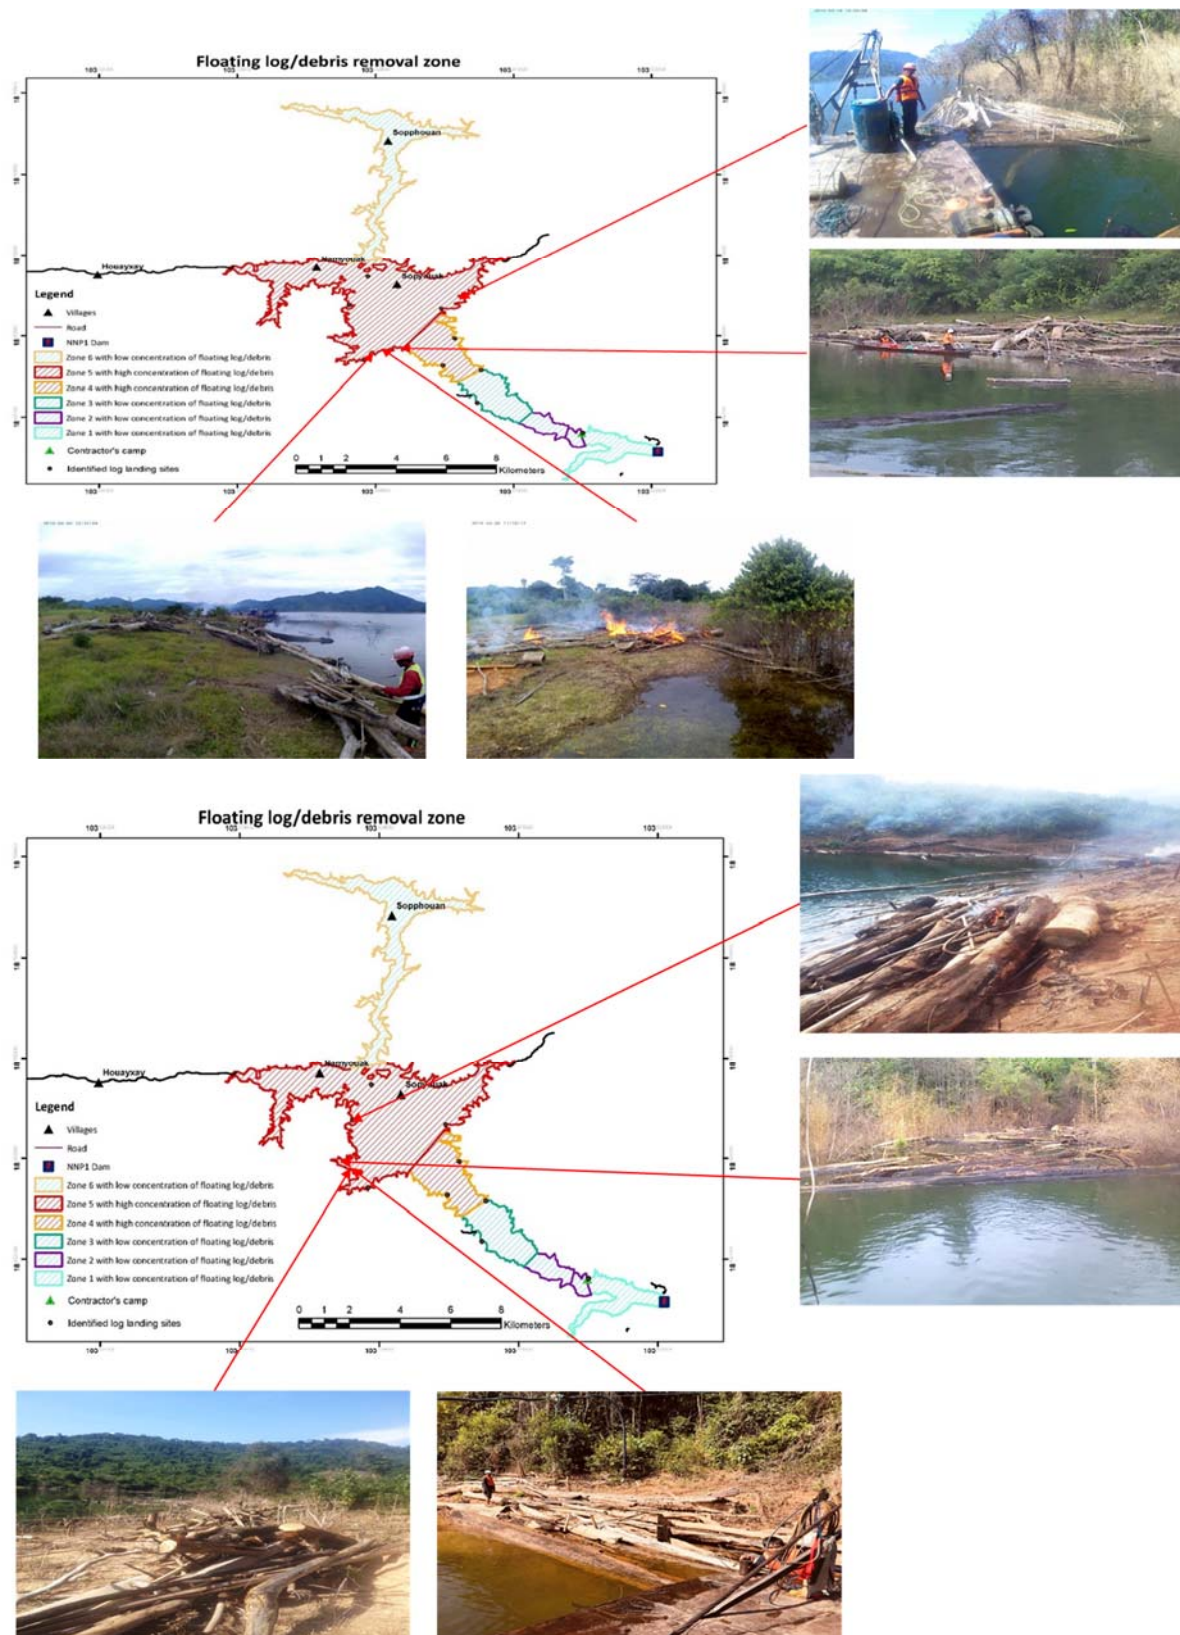 Floating log/debris removal zone
103
18
Sopphouan
Houayxay
Namyouak
Sopyouak
Legend
Villages
Road
NNP1 Dam
Zone 6 with low concentration of floating log/debris
Zone 5 with high concentration of floating log/debris
Zone 4 with high concentration of floating log/debris
Zone 3 with low concentration of floating log/debris
Zone 2 with low concentration of floating log/debris
Zone 1 with low concentration of floating log/debris
Contractor's camp
Identified log landing sites
0 1 2 4 6 8
Kilometers
Floating log/debris removal zone
103
18
Sopphouan
Houayxay
Namyouak
Sopyouak
Legend
Villages
Road
NNP1 Dam
Zone 6 with low concentration of floating log/debris
Zone 5 with high concentration of floating log/debris
Zone 4 with high concentration of floating log/debris
Zone 3 with low concentration of floating log/debris
Zone 2 with low concentration of floating log/debris
Zone 1 with low concentration of floating log/debris
Contractor's camp
Identified log landing sites
0 1 2 4 6 8
Kilometers